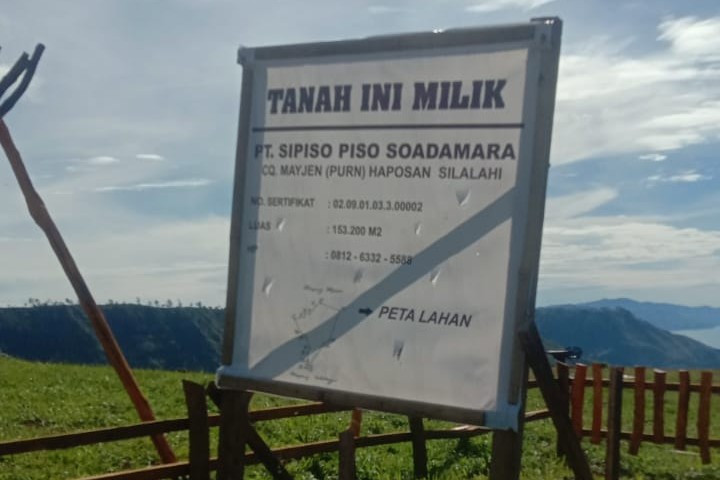 TANAH INI MILIK
PT. SIPISO PISO SOADAMARA
CQ. MAYJEN (PURN) HAPOSAN SILALAHI
NO. SERTIFIKAT : 02.09.01.03.3.00002
LUAS : 153.200 M2
: 0812 - 6332 - 5588
PETA LAHAN